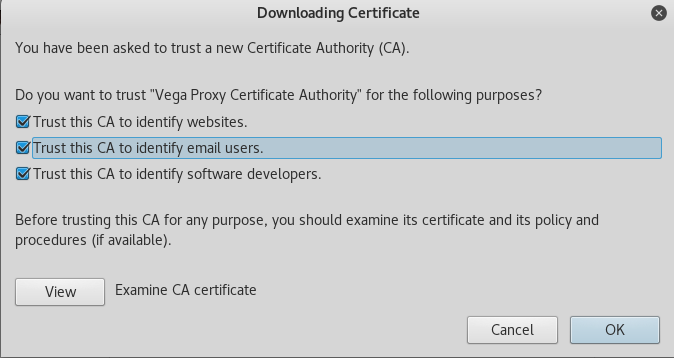 Downloading Certificate
You have been asked to trust a new Certificate Authority (CA).
Do you want to trust "Vega Proxy Certificate Authority" for the following purposes?
Trust this CA to identify websites.
Trust this CA to identify email users.
Trust this CA to identify software developers.
Before trusting this CA for any purpose, you should examine its certificate and its policy and
procedures (if available).
View Examine CA certificate
Cancel OK